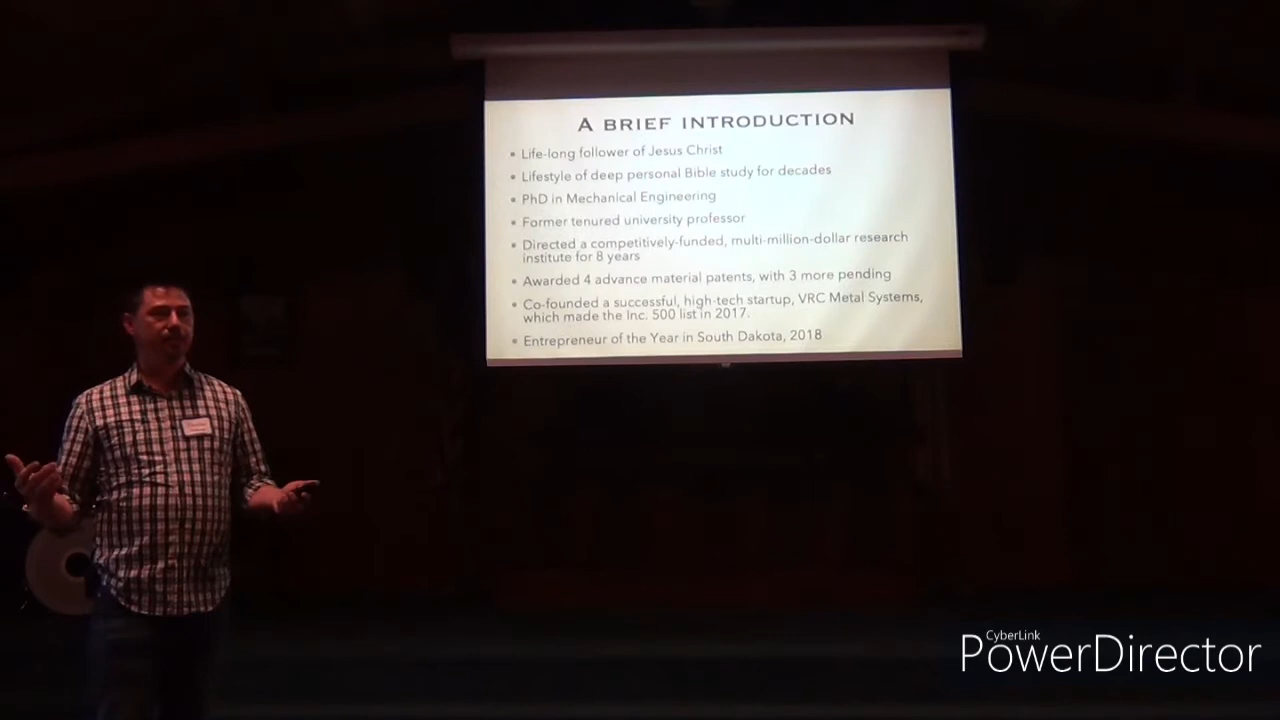 A BRIEF INTRODUCTION
• Life-long follower of Jesus Christ
• Lifestyle of deep personal Bible study for decades
• PhD in Mechanical Engineering
• Former tenured university professor
• Directed a competitively-funded, multi-million-dollar research
institute for 8 years
• Awarded 4 advance material patents, with 3 more pending
• Co-founded a successful, high-tech startup, VRC Metal Systems,
which made the Inc. 500 list in 2017.
• Entrepreneur of the Year in South Dakota, 2018
CyberLink
PowerDirector